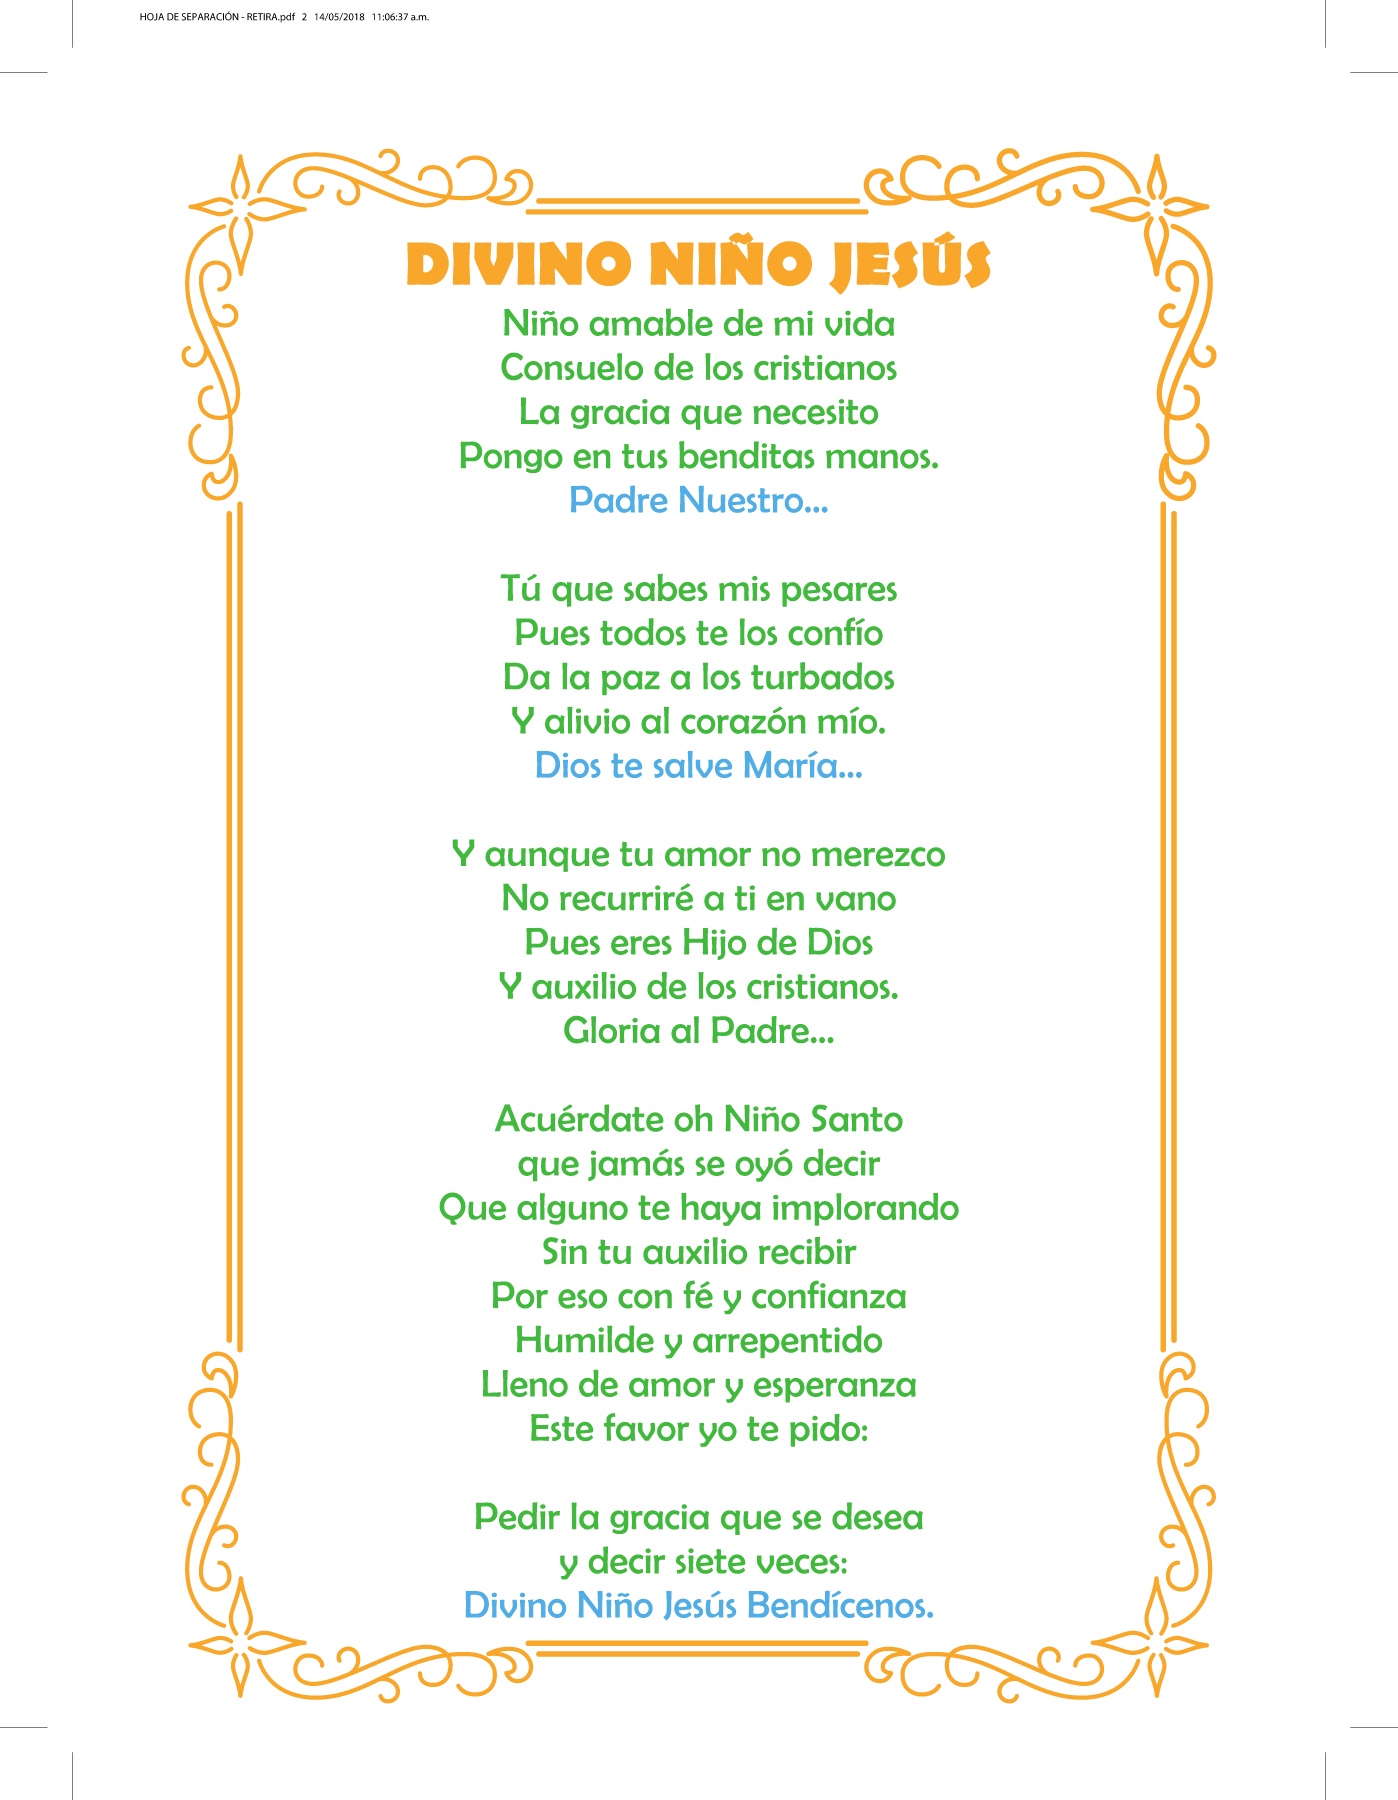 HOJA DE SEPARACIÓN - RETIRA.pdf 2 14/05/2018 11:06:37 a.m.
DIVINO NIÑO JESÚS
Niño amable de mi vida
Consuelo de los cristianos
La gracia que necesito
Pongo en tus benditas manos.
Padre Nuestro...
Tú que sabes mis pesares
Pues todos te los confío
Da la paz a los turbados
Y alivio al corazón mío.
Dios te salve María...
Y aunque tu amor no merezco
No recurriré a ti en vano
Pues eres Hijo de Dios
Y auxilio de los cristianos.
Gloria al Padre...
Acuérdate oh Niño Santo
que jamás se oyó decir
Que alguno te haya implorando
Sin tu auxilio recibir
Por eso con fé y confianza
Humilde y arrepentido
Lleno de amor y esperanza
Este favor yo te pido:
Pedir la gracia que se desea
y decir siete veces:
Divino Niño Jesús Bendícenos.